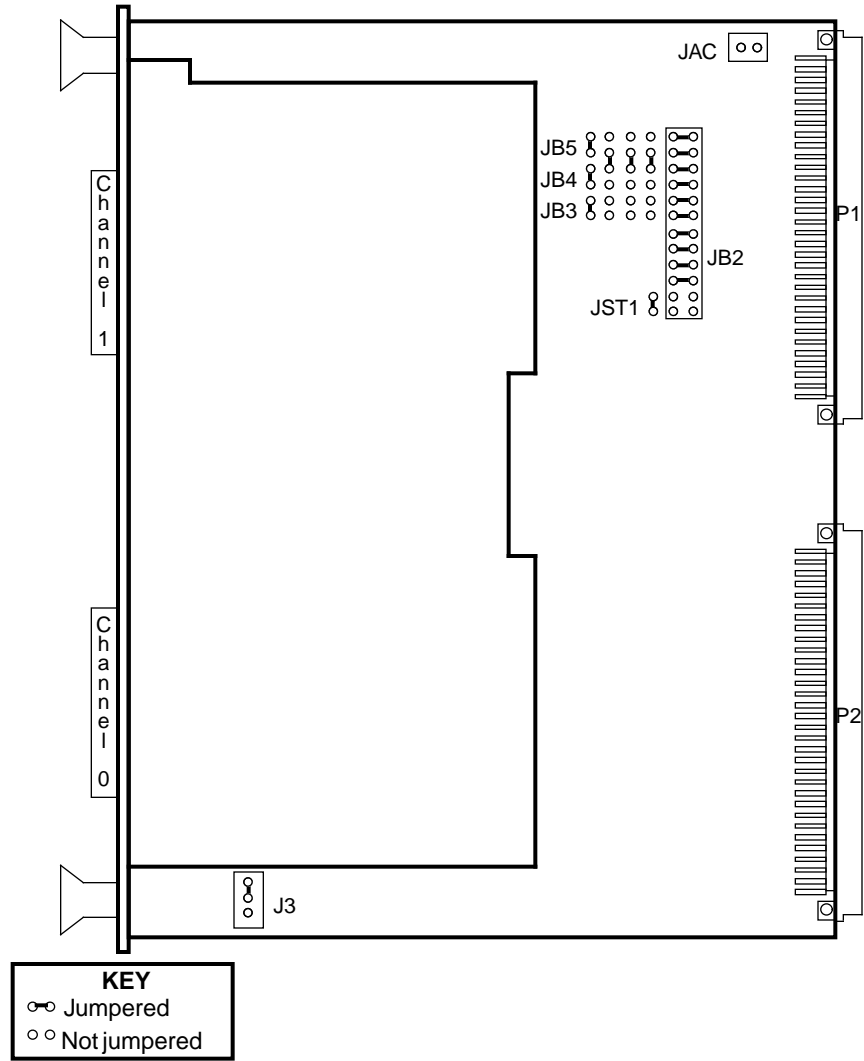 JAC
JB5
JB4
JB3
P1
JB2
JST1
Channel 1
Channel 0
P2
J3
KEY
Jumpered
Not jumpered